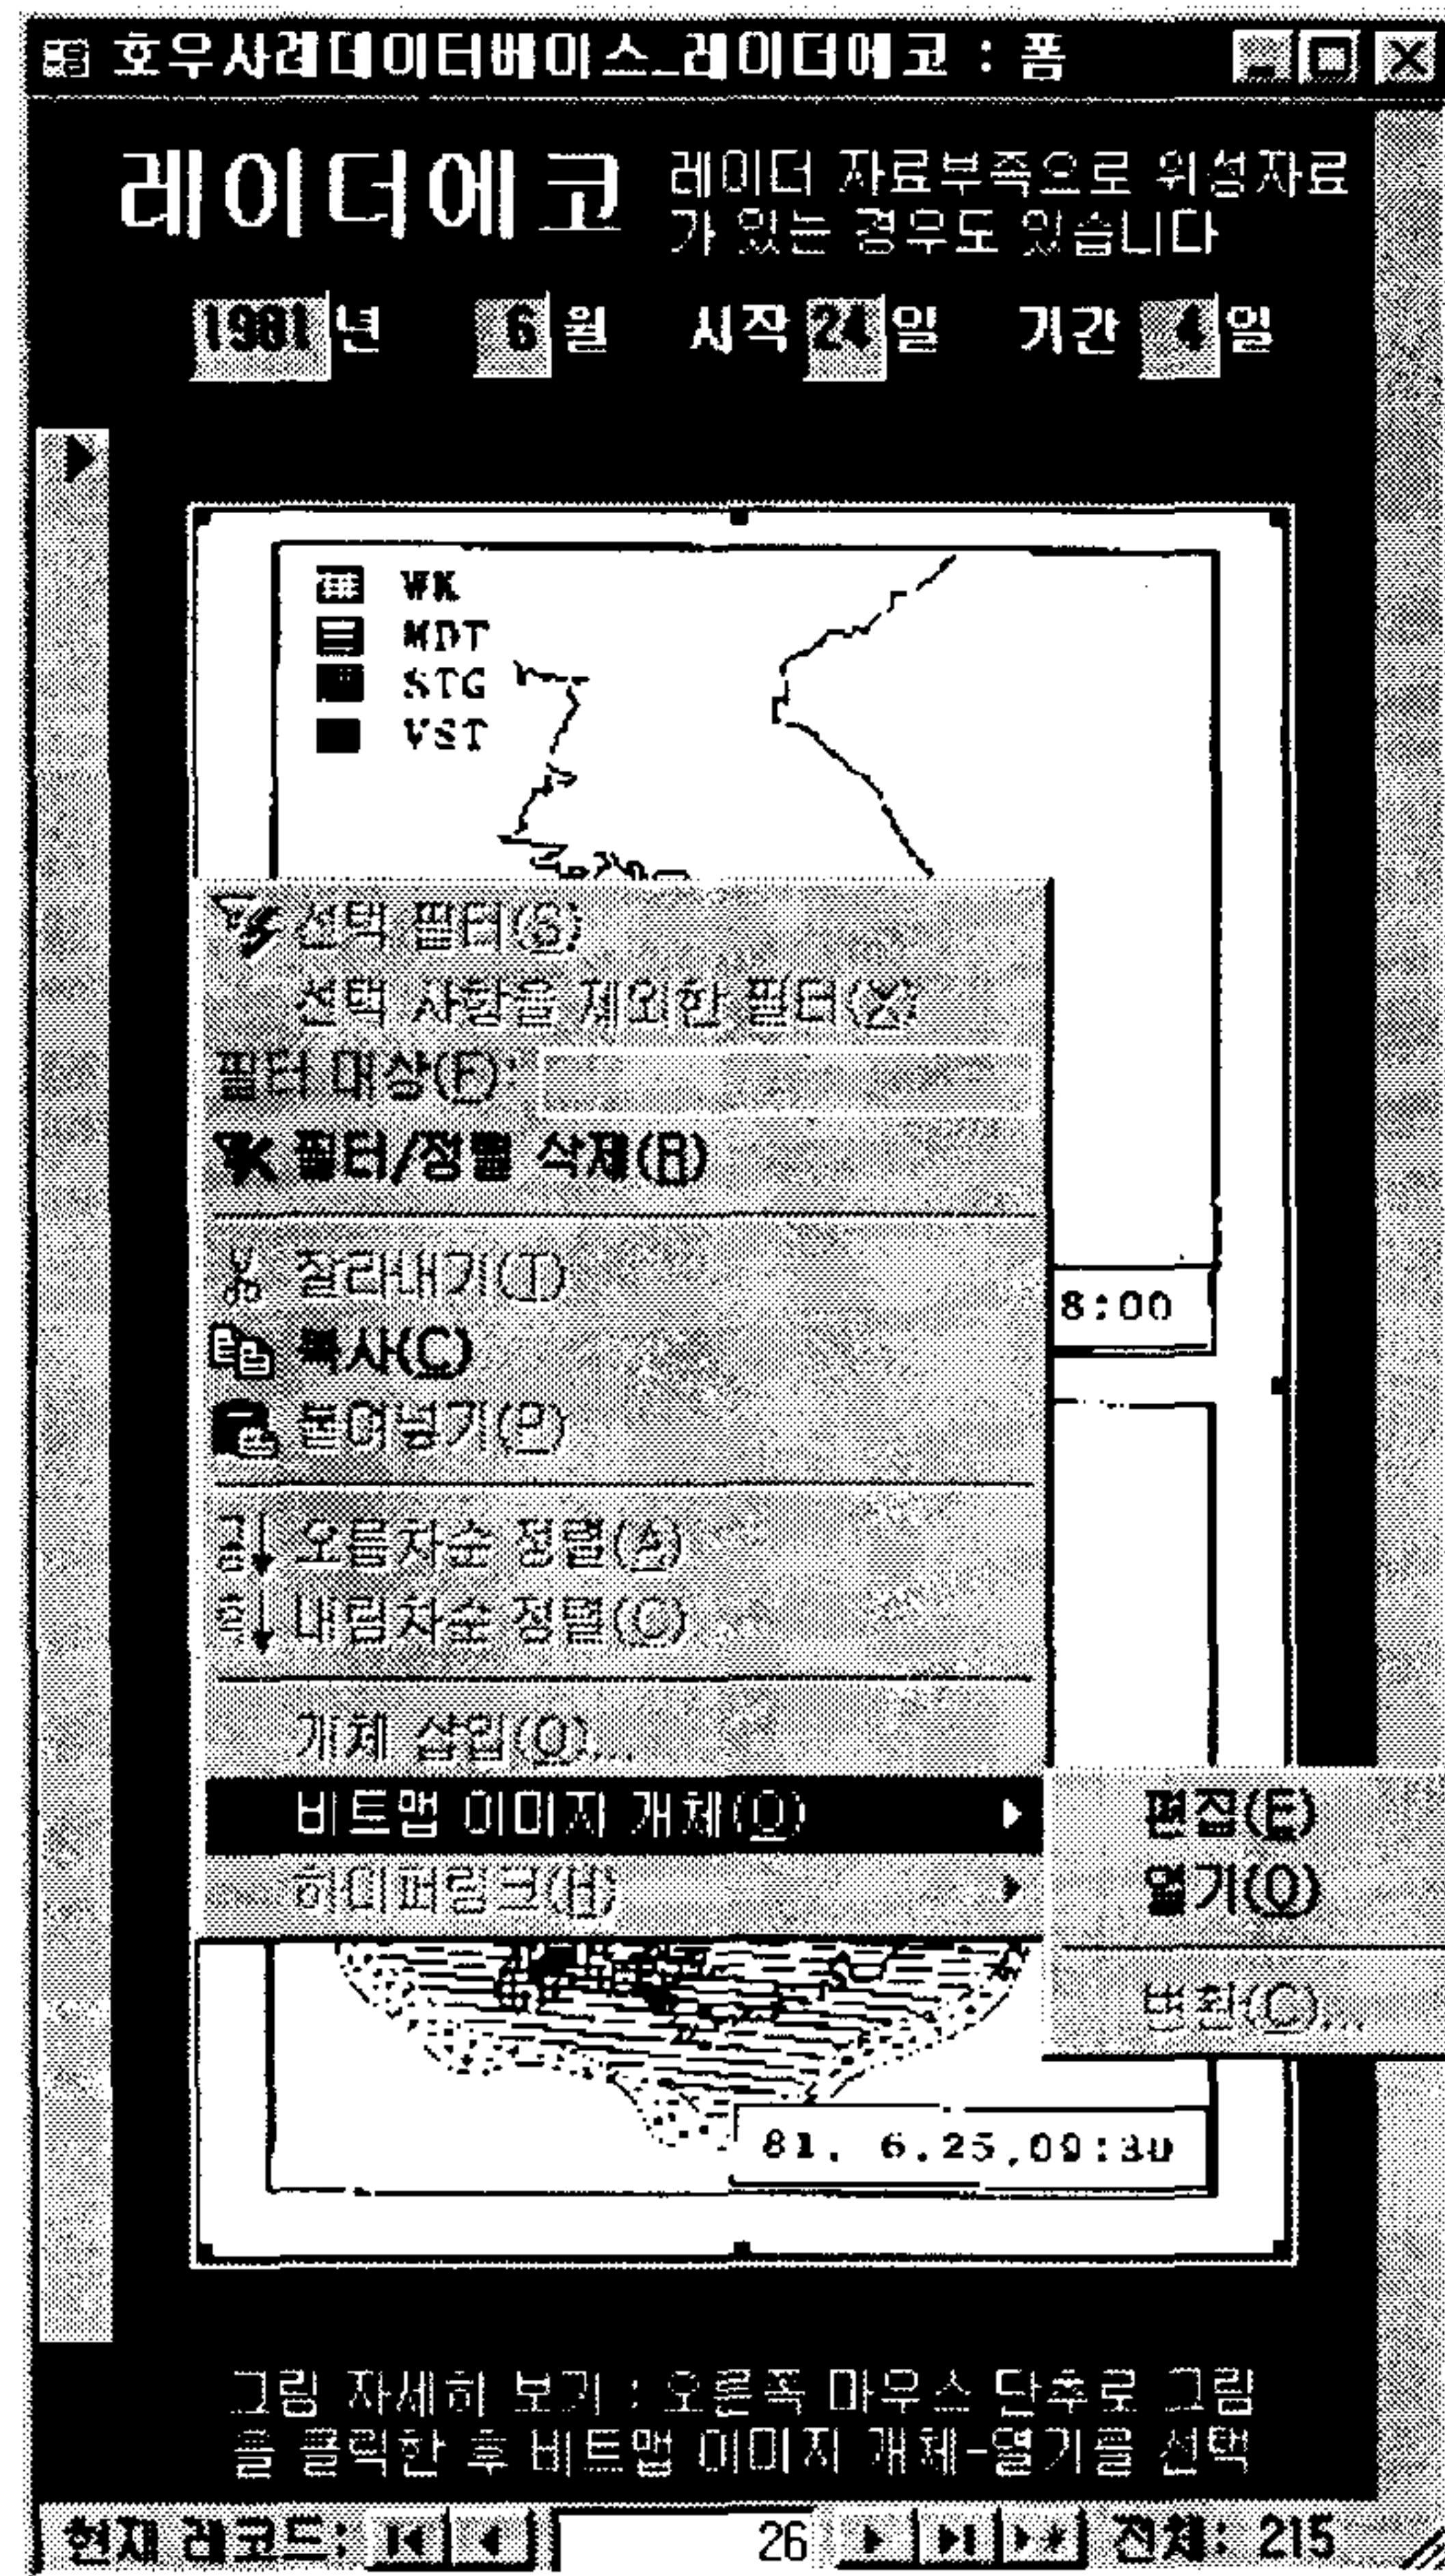 호우사례데이터베이스_레이더에코 : 폼
레이더에코
레이더 자료부족으로 위성자료
가 있는 경우도 있습니다
1981 년 6 월 시작 24 일 기간 4 일
WK
MDT
STG
VST
선택 필터(S)
선택 사항을 제외한 필터(X)
필터 대상(F):
필터/정렬 삭제(R)
잘라내기(T)
8:00
복사(C)
붙여넣기(P)
오름차순 정렬(A)
내림차순 정렬
개체 삽입...
비트맵 이미지 개체(O)
편집(E)
하이퍼링크(H)
열기(O)
변환(C)...
81. 6.25.09:30
그림 자세히 보기 : 오른쪽 마우스 단추로 그림
을 클릭한 후 비트맵 이미지 개체-열기를 선택
현재 레코드: 26 전체: 215